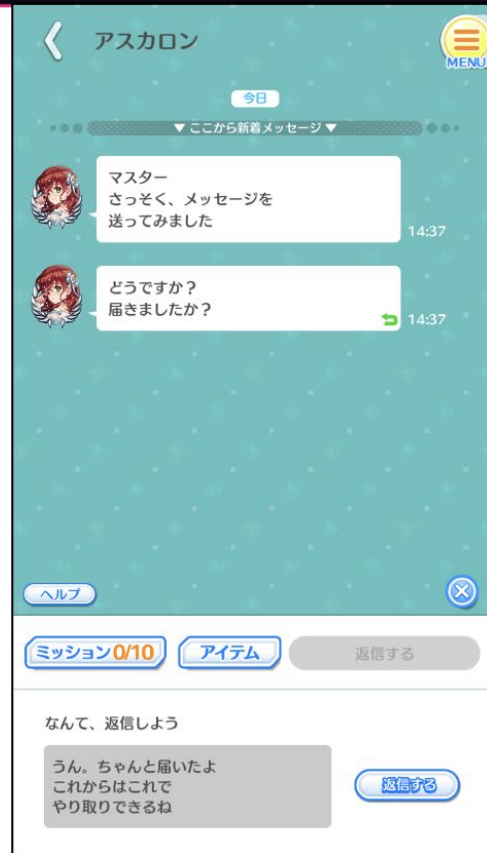 アスカロン
MENU
今日
▼ここから新着メッセージ▼
マスター
さっそく、メッセージを
送ってみました
14:37
どうですか？
届きましたか？
14:37
ヘルプ
ミッション0/10
アイテム
返信する
なんて、返信しよう
うん。ちゃんと届いたよ
これからはこれで
やり取りできるね
返信する